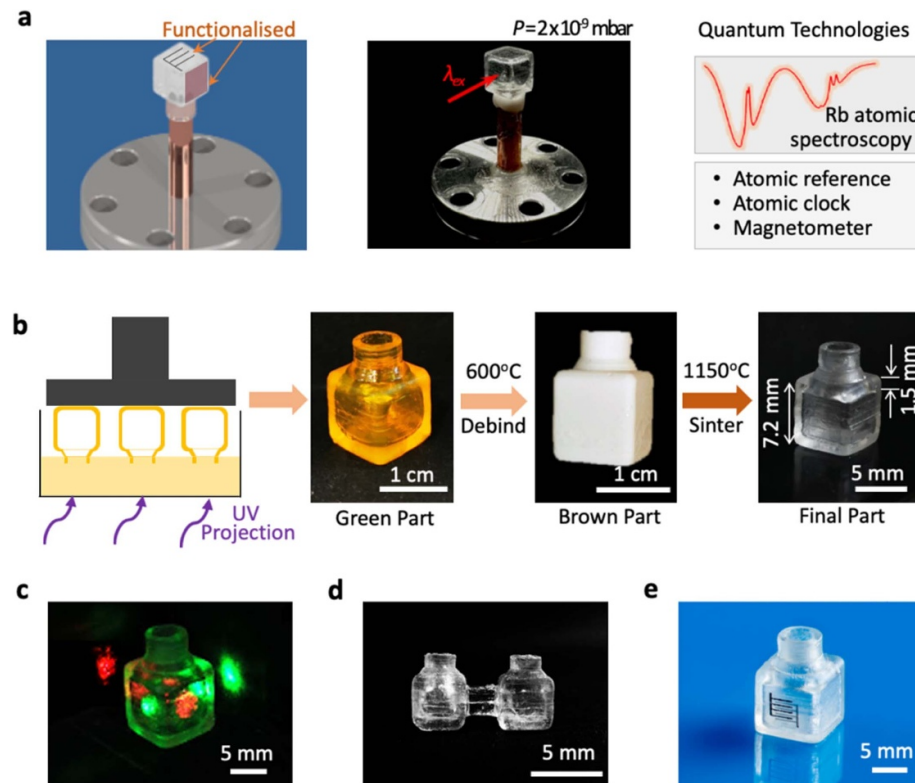 a
Functionalised
P=2x10⁻⁹ mbar
λex
Quantum Technologies
Rb atomic
spectroscopy
• Atomic reference
• Atomic clock
• Magnetometer
b
UV
Projection
1 cm
Green Part
600°C
Debind
1 cm
Brown Part
1150°C
Sinter
7.2 mm
1.5 mm
5 mm
Final Part
c
5 mm
d
5 mm
e
5 mm